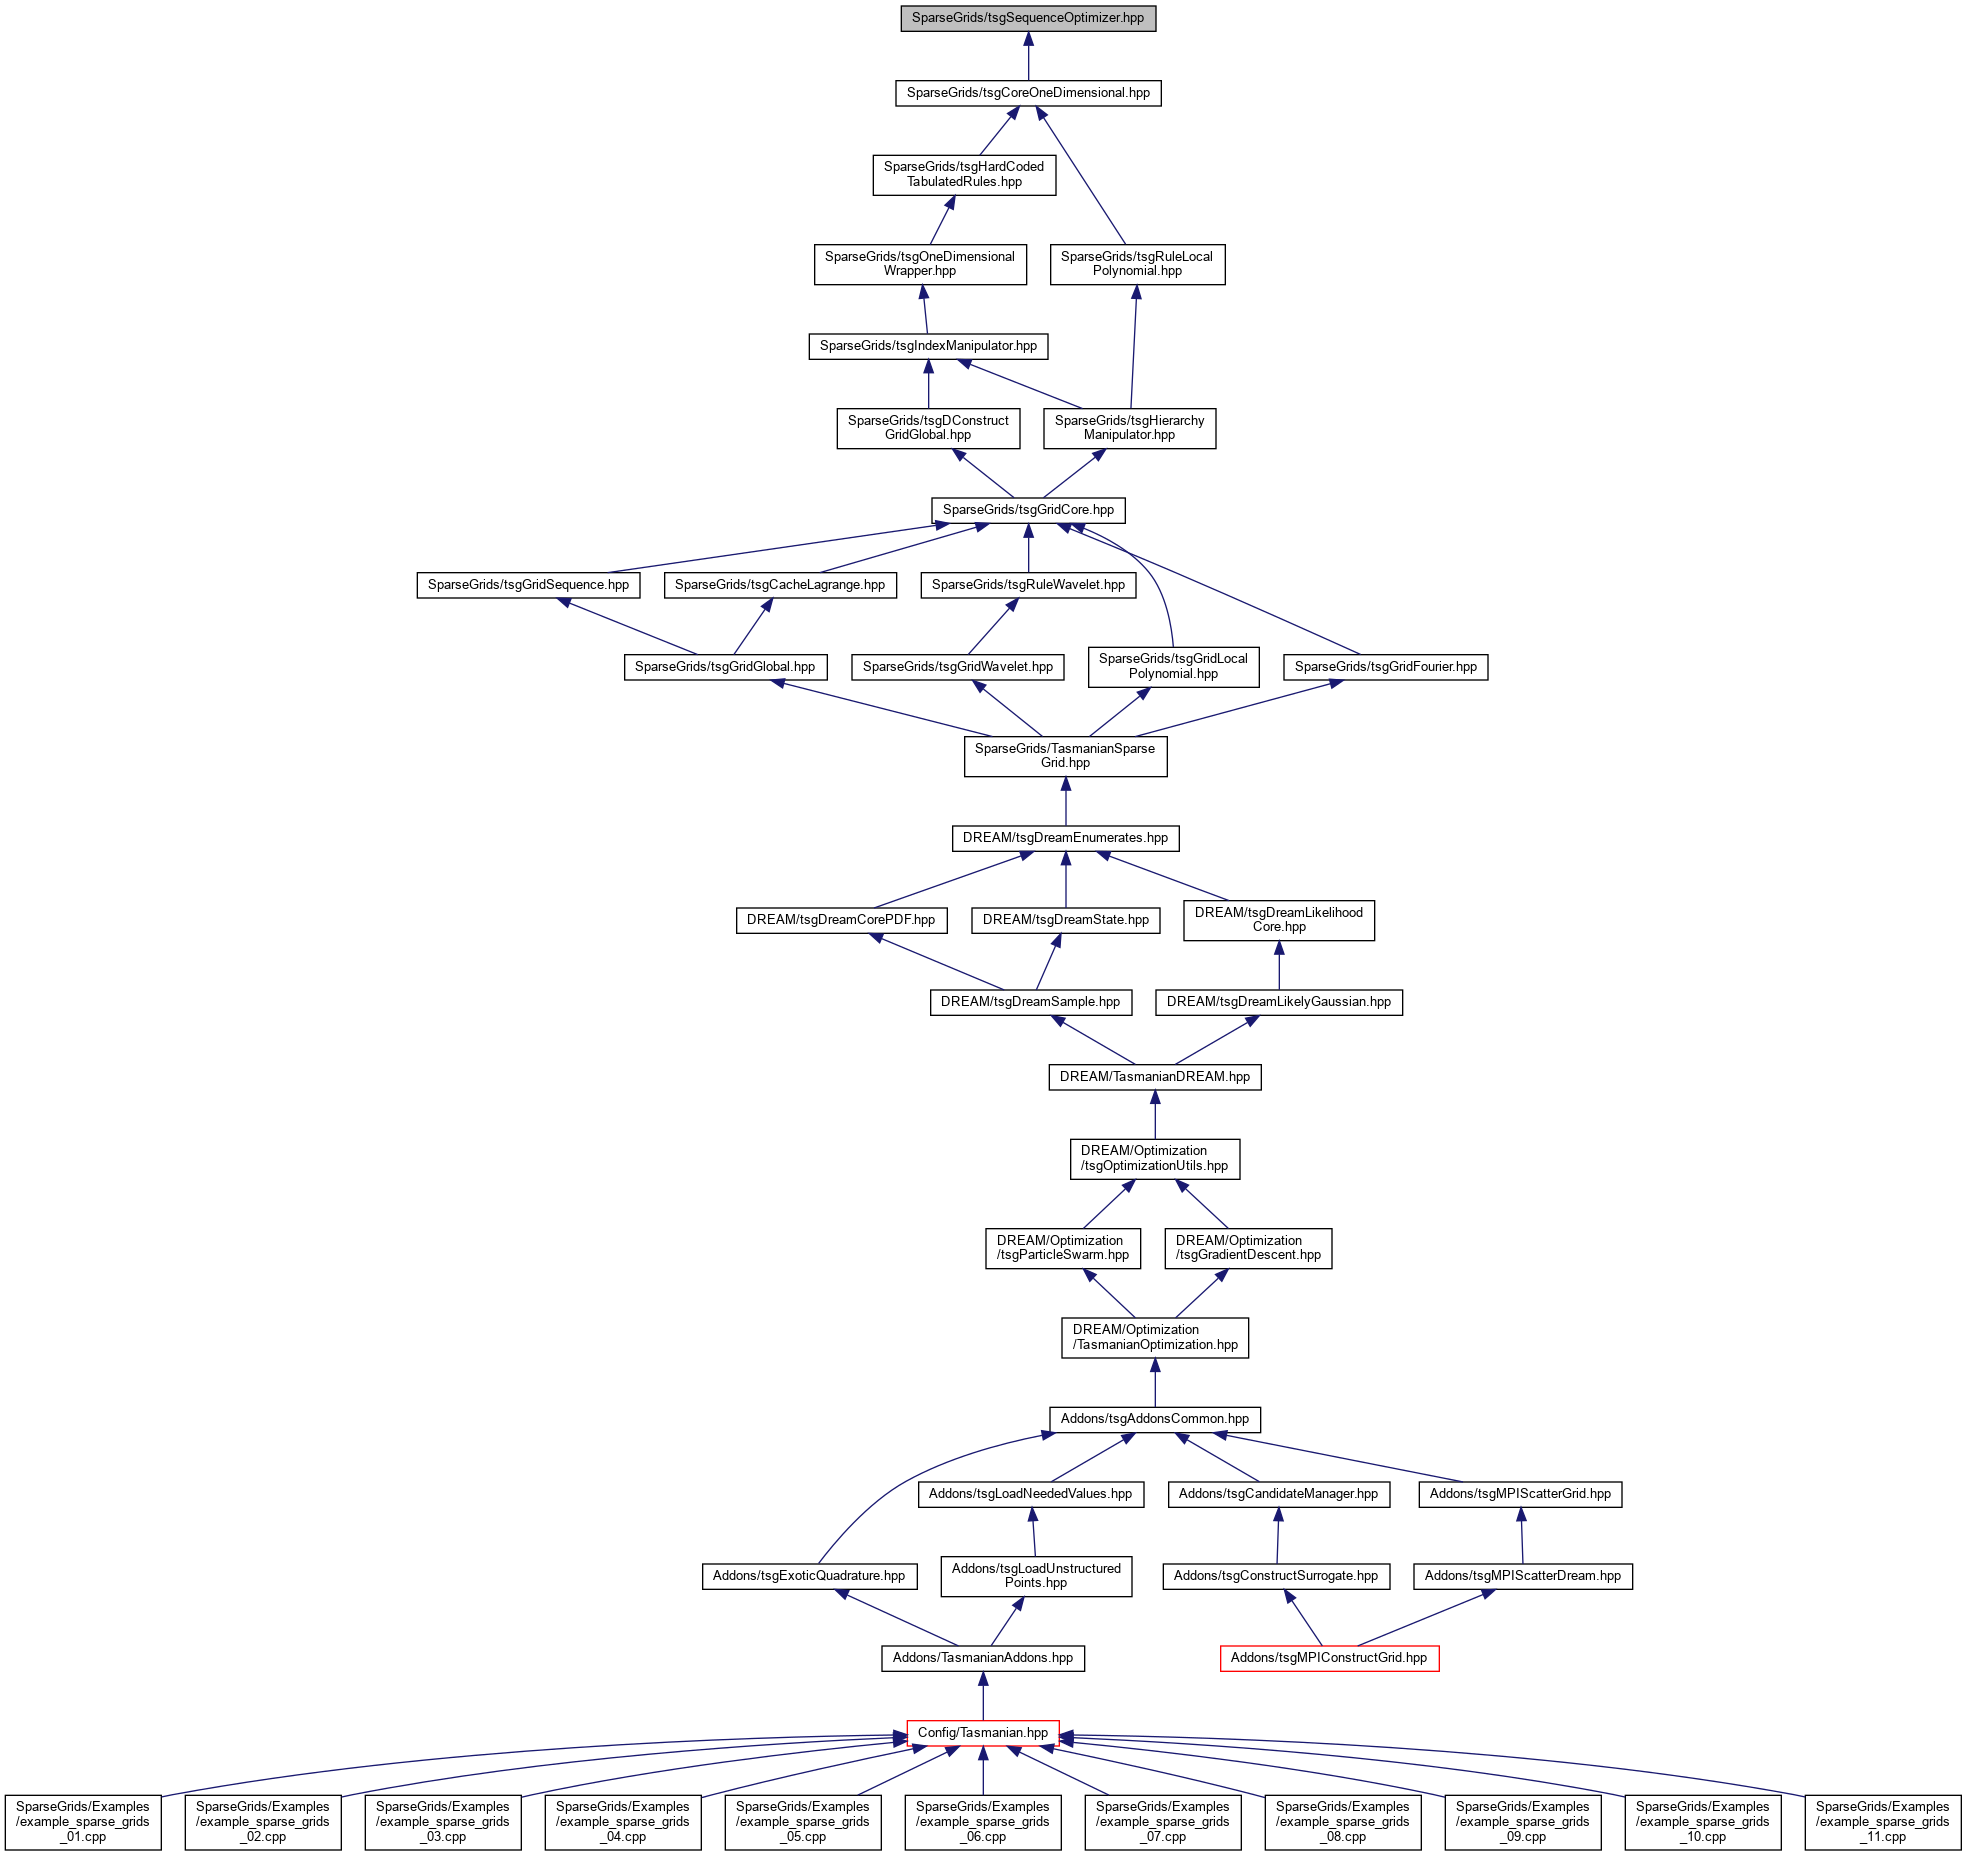 SparseGrids/tsgSequenceOptimizer.hpp
SparseGrids/tsgCoreOneDimensional.hpp
SparseGrids/tsgHardCoded
TabulatedRules.hpp
SparseGrids/tsgOneDimensional
Wrapper.hpp
SparseGrids/tsgRuleLocal
Polynomial.hpp
SparseGrids/tsgIndexManipulator.hpp
SparseGrids/tsgDConstruct
GridGlobal.hpp
SparseGrids/tsgHierarchy
Manipulator.hpp
SparseGrids/tsgGridCore.hpp
SparseGrids/tsgGridSequence.hpp
SparseGrids/tsgCacheLagrange.hpp
SparseGrids/tsgRuleWavelet.hpp
SparseGrids/tsgGridGlobal.hpp
SparseGrids/tsgGridWavelet.hpp
SparseGrids/tsgGridLocal
Polynomial.hpp
SparseGrids/tsgGridFourier.hpp
SparseGrids/TasmanianSparse
Grid.hpp
DREAM/tsgDreamEnumerates.hpp
DREAM/tsgDreamCorePDF.hpp
DREAM/tsgDreamState.hpp
DREAM/tsgDreamLikelihood
Core.hpp
DREAM/tsgDreamSample.hpp
DREAM/tsgDreamLikelyGaussian.hpp
DREAM/TasmanianDREAM.hpp
DREAM/Optimization
/tsgOptimizationUtils.hpp
DREAM/Optimization
/tsgParticleSwarm.hpp
DREAM/Optimization
/tsgGradientDescent.hpp
DREAM/Optimization
/TasmanianOptimization.hpp
Addons/tsgAddonsCommon.hpp
Addons/tsgLoadNeededValues.hpp
Addons/tsgCandidateManager.hpp
Addons/tsgMPIScatterGrid.hpp
Addons/tsgExoticQuadrature.hpp
Addons/tsgLoadUnstructured
Points.hpp
Addons/tsgConstructSurrogate.hpp
Addons/tsgMPIScatterDream.hpp
Addons/TasmanianAddons.hpp
Addons/tsgMPIConstructGrid.hpp
Config/Tasmanian.hpp
SparseGrids/Examples
/example_sparse_grids
_01.cpp
SparseGrids/Examples
/example_sparse_grids
_02.cpp
SparseGrids/Examples
/example_sparse_grids
_03.cpp
SparseGrids/Examples
/example_sparse_grids
_04.cpp
SparseGrids/Examples
/example_sparse_grids
_05.cpp
SparseGrids/Examples
/example_sparse_grids
_06.cpp
SparseGrids/Examples
/example_sparse_grids
_07.cpp
SparseGrids/Examples
/example_sparse_grids
_08.cpp
SparseGrids/Examples
/example_sparse_grids
_09.cpp
SparseGrids/Examples
/example_sparse_grids
_10.cpp
SparseGrids/Examples
/example_sparse_grids
_11.cpp